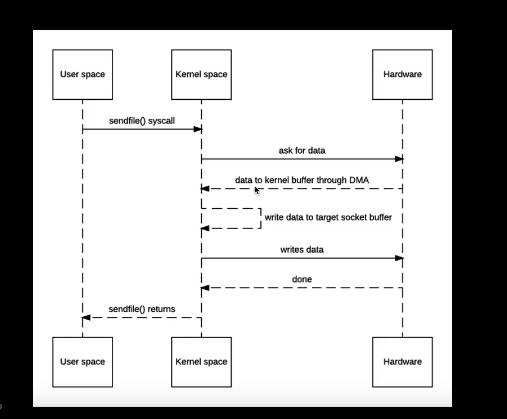 User space
Kernel space
Hardware
sendfile() syscall
ask for data
data to kernel buffer through DMA
write data to target socket buffer
writes data
done
sendfile() returns
User space
Kernel space
Hardware